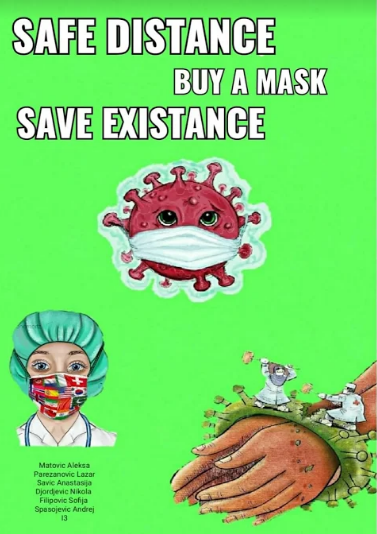 SAFE DISTANCE
BUY A MASK
SAVE EXISTANCE
Matovic Aleksa
Parezanovic Lazar
Savic Anastasija
Djordjevic Nikola
Filipovic Sofija
Spasojevic Andrej
I3